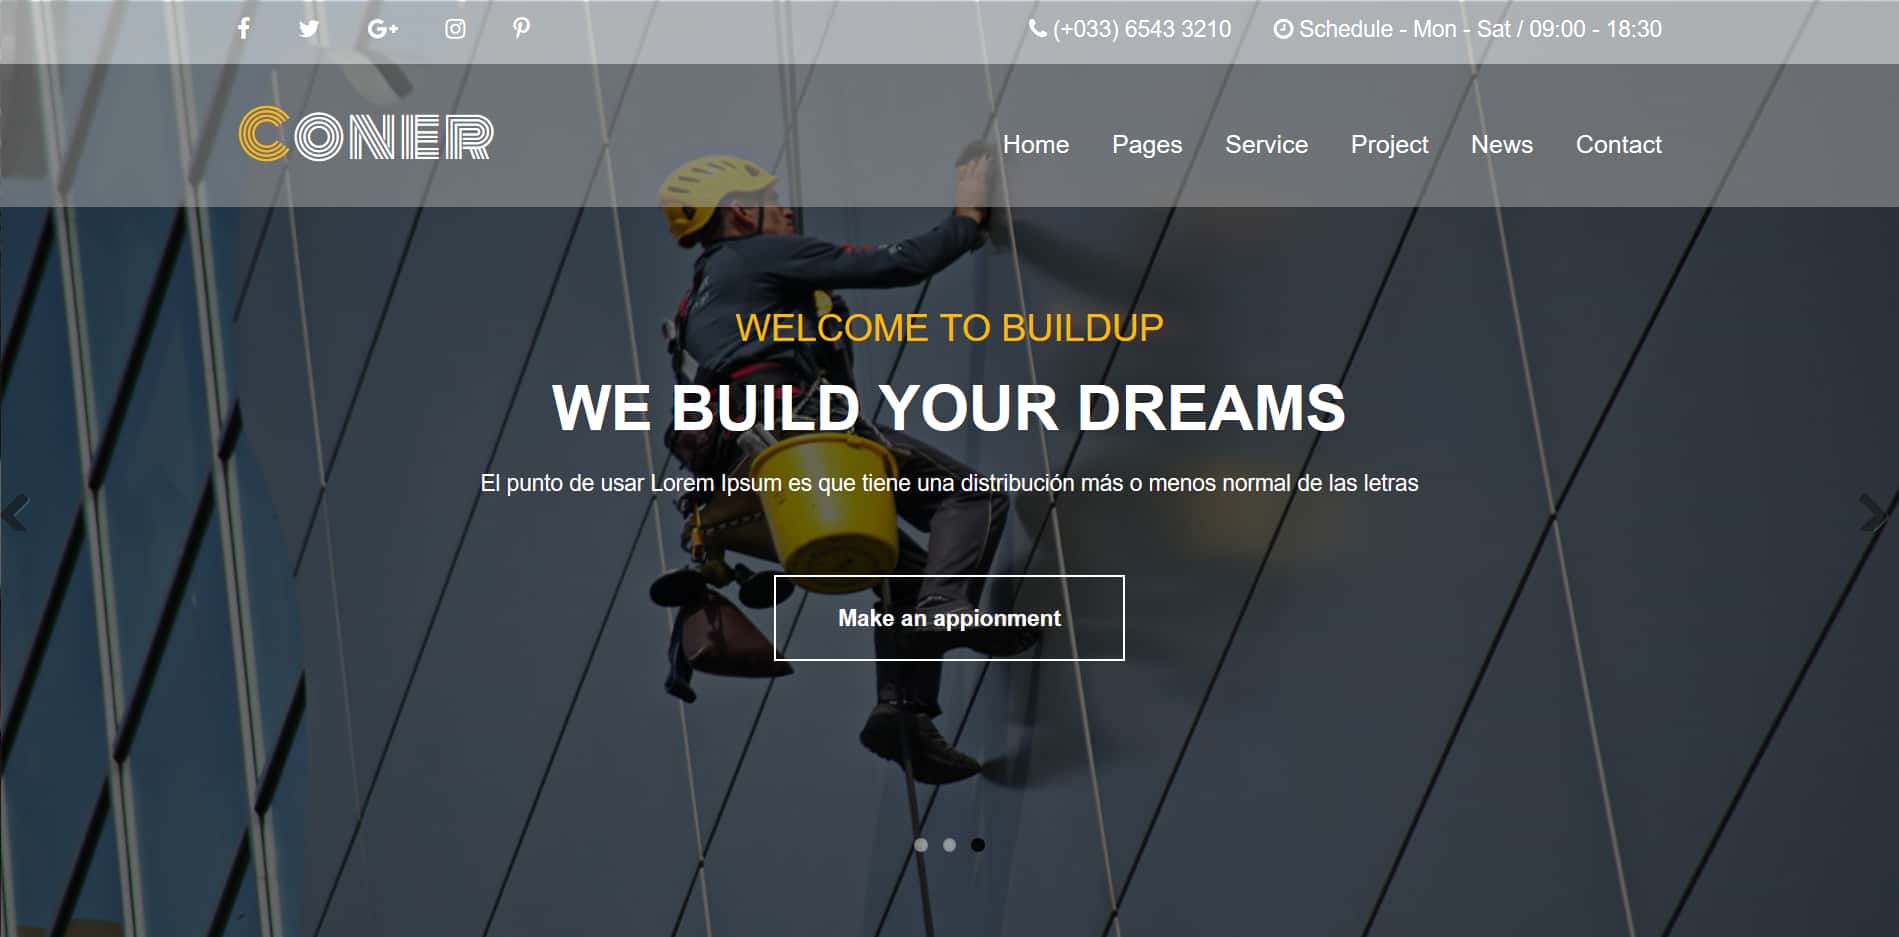 (+033) 6543 3210 Schedule - Mon - Sat / 09:00 - 18:30
CONER
Home Pages Service Project News Contact
WELCOME TO BUILDUP
WE BUILD YOUR DREAMS
El punto de usar Lorem Ipsum es que tiene una distribución más o menos normal de las letras
Make an appionment